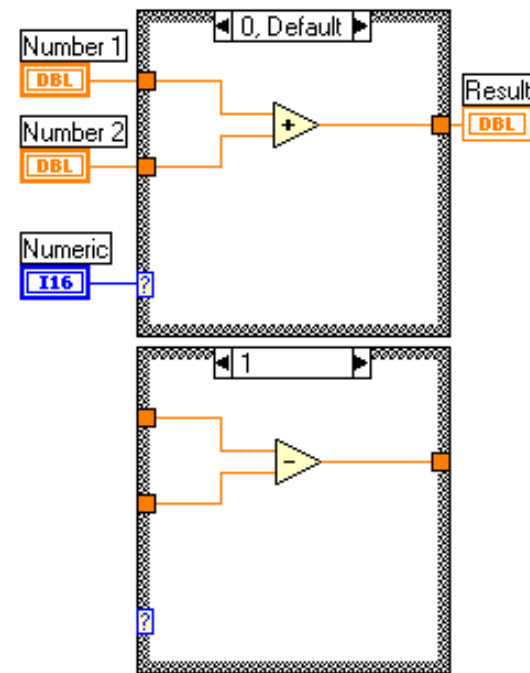 0, Default
Number 1
DBL
+
Result
DBL
Number 2
DBL
Numeric
I16
?
1
-
?